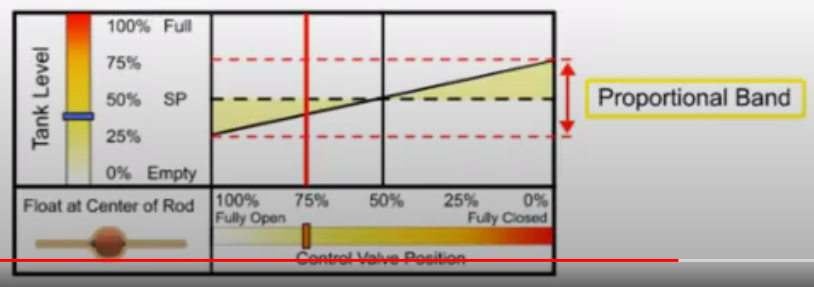 Tank Level
100% Full
75%
50% SP
25%
0% Empty
Proportional Band
Float at Center of Rod
100% 75% 50% 25% 0%
Fully Open Fully Closed
Control Valve Position